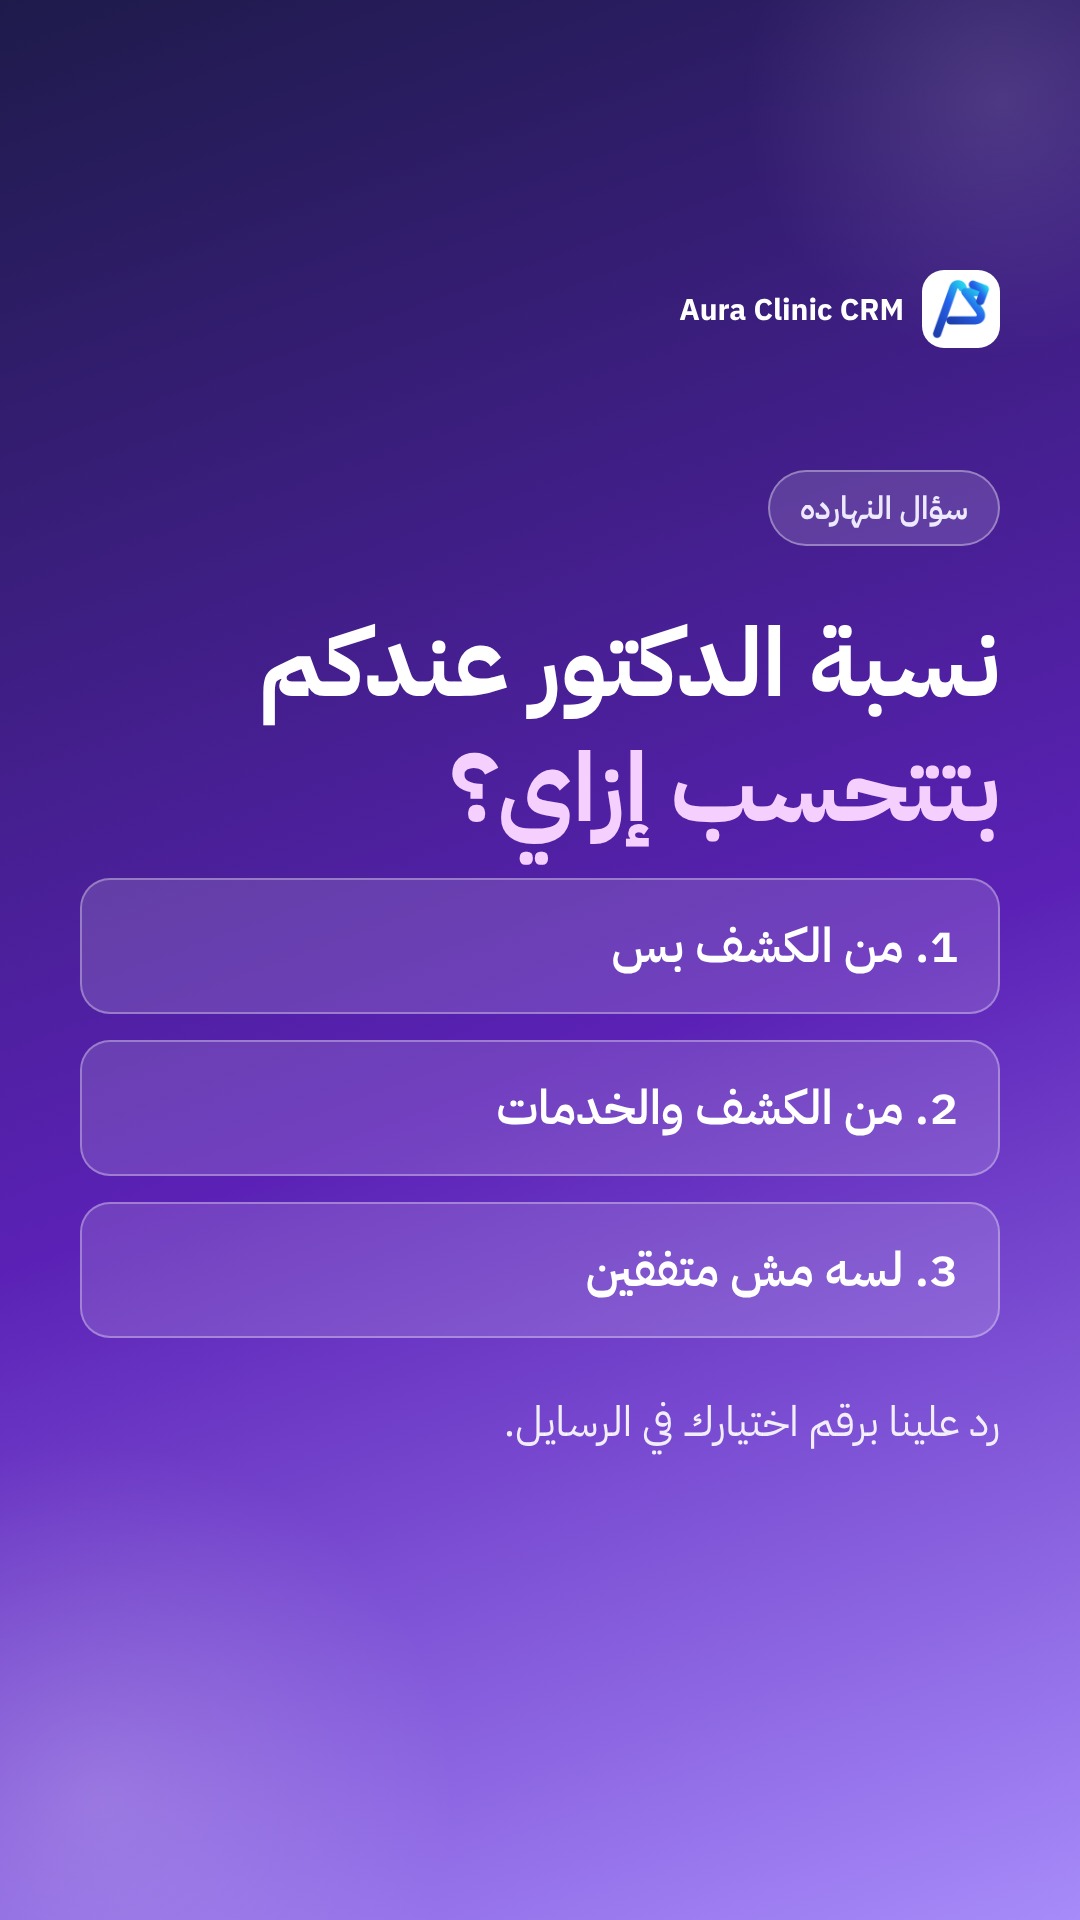 Aura Clinic CRM
سؤال النهارده
نسبة الدكتور عندكم
بتتحسب إزاي؟
1. من الكشف بس
2. من الكشف والخدمات
3. لسه مش متفقين
رد علينا برقم اختيارك في الرسايل.